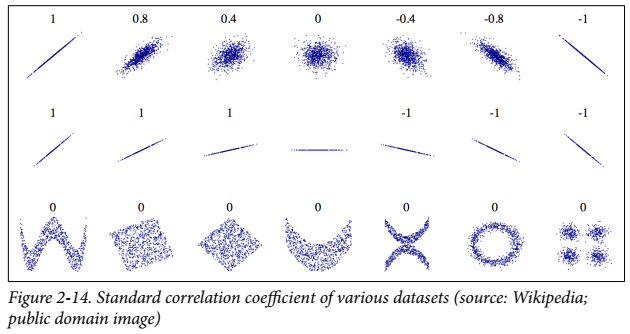 1 0.8 0.4 0 -0.4 -0.8 -1
1 1 1 -1 -1 -1
0 0 0 0 0 0 0
Figure 2-14. Standard correlation coefficient of various datasets (source: Wikipedia;
public domain image)